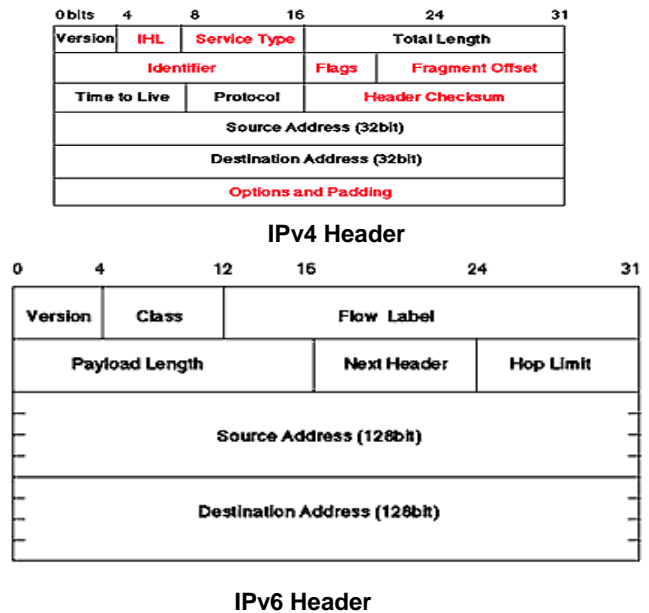 0bits 4 8 16 24 31
Version IHL Service Type Total Length
Identifier Flags Fragment Offset
Time to Live Protocol Header Checksum
Source Address (32bit)
Destination Address (32bit)
Options and Padding
IPv4 Header
0 4 12 16 24 31
Version Class Flow Label
Payload Length Next Header Hop Limit
Source Address (128bit)
Destination Address (128bit)
IPv6 Header